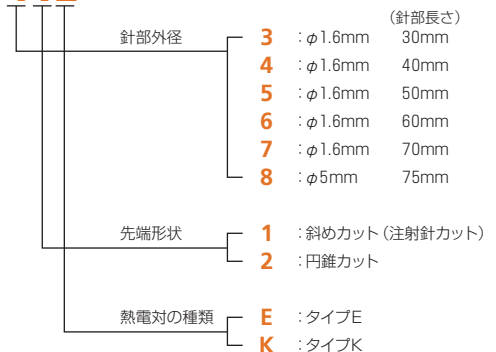 (針部長さ)
針部外径 3 :φ1.6mm 30mm
4 :φ1.6mm 40mm
5 :φ1.6mm 50mm
6 :φ1.6mm 60mm
7 :φ1.6mm 70mm
8 :φ5mm 75mm
先端形状 1 :斜めカット(注射針カット)
2 :円錐カット
熱電対の種類 E :タイプE
K :タイプK